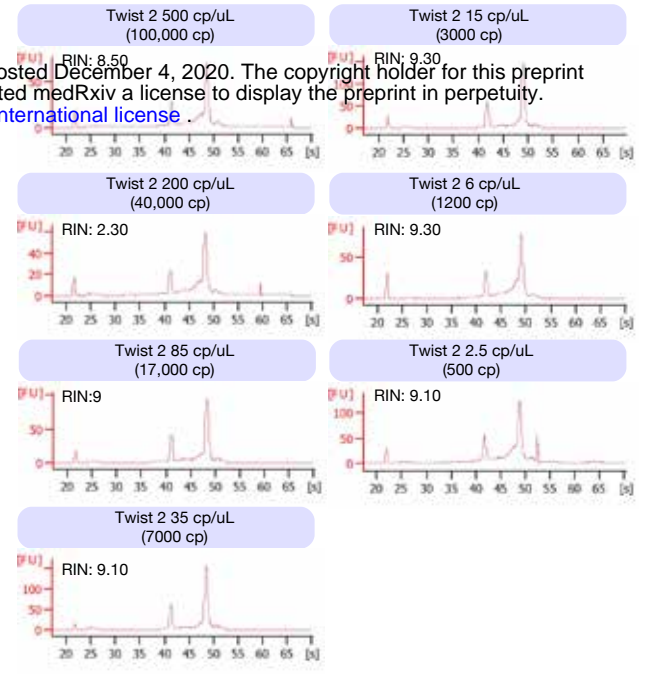 Twist 2 500 cp/uL
(100,000 cp)
[FU] RIN: 8.50
0
20 25 30 35 40 45 50 55 60 65 [s]
Twist 2 15 cp/uL
(3000 cp)
[FU] RIN: 9.30
0
20 25 30 35 40 45 50 55 60 65 [s]
osted December 4, 2020. The copyright holder for this preprint
ted medRxiv a license to display the preprint in perpetuity.
nternational license .
Twist 2 200 cp/uL
(40,000 cp)
[FU] RIN: 2.30
40
20
0
20 25 30 35 40 45 50 55 60 65 [s]
Twist 2 6 cp/uL
(1200 cp)
[FU] RIN: 9.30
50
0
20 25 30 35 40 45 50 55 60 65 [s]
Twist 2 85 cp/uL
(17,000 cp)
[FU] RIN:9
50
0
20 25 30 35 40 45 50 55 60 65 [s]
Twist 2 2.5 cp/uL
(500 cp)
[FU] RIN: 9.10
100
50
0
20 25 30 35 40 45 50 55 60 65 [s]
Twist 2 35 cp/uL
(7000 cp)
[FU] RIN: 9.10
100
50
0
20 25 30 35 40 45 50 55 60 65 [s]